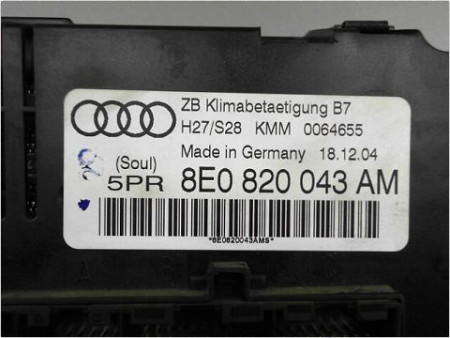 ZB Klimabetaetigung B7
H27/S28 KMM 0064655
Made in Germany 18.12.04
(Soul)
5PR 8E0 820 043 AM
*8E0820043AMS*